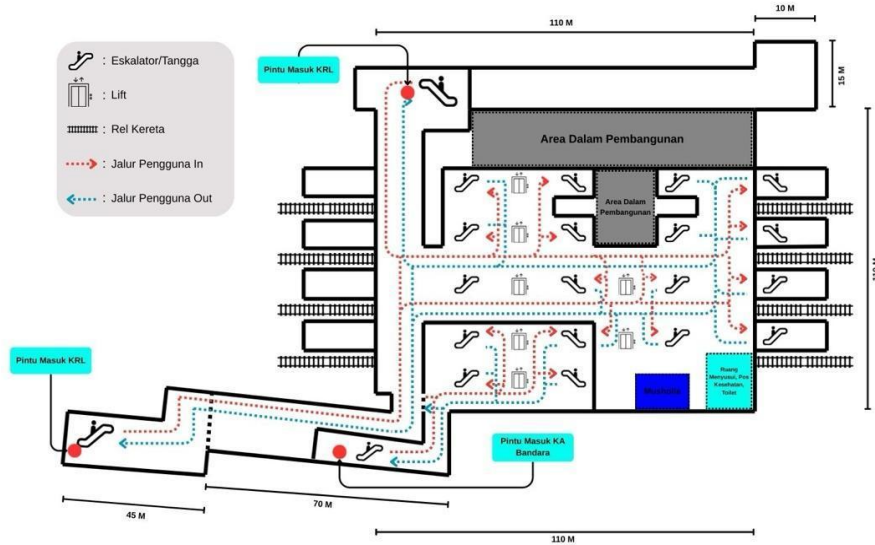 110 M
10 M
15 M
: Eskalator/Tangga
: Lift
: Rel Kereta
: Jalur Pengguna In
: Jalur Pengguna Out
Pintu Masuk KRL
Area Dalam Pembangunan
Area Dalam
Pembangunan
110 M
Pintu Masuk KRL
Musholla
Ruang
Menyusui, Pos
Kesehatan,
Toilet
Pintu Masuk KA
Bandara
45 M
70 M
110 M